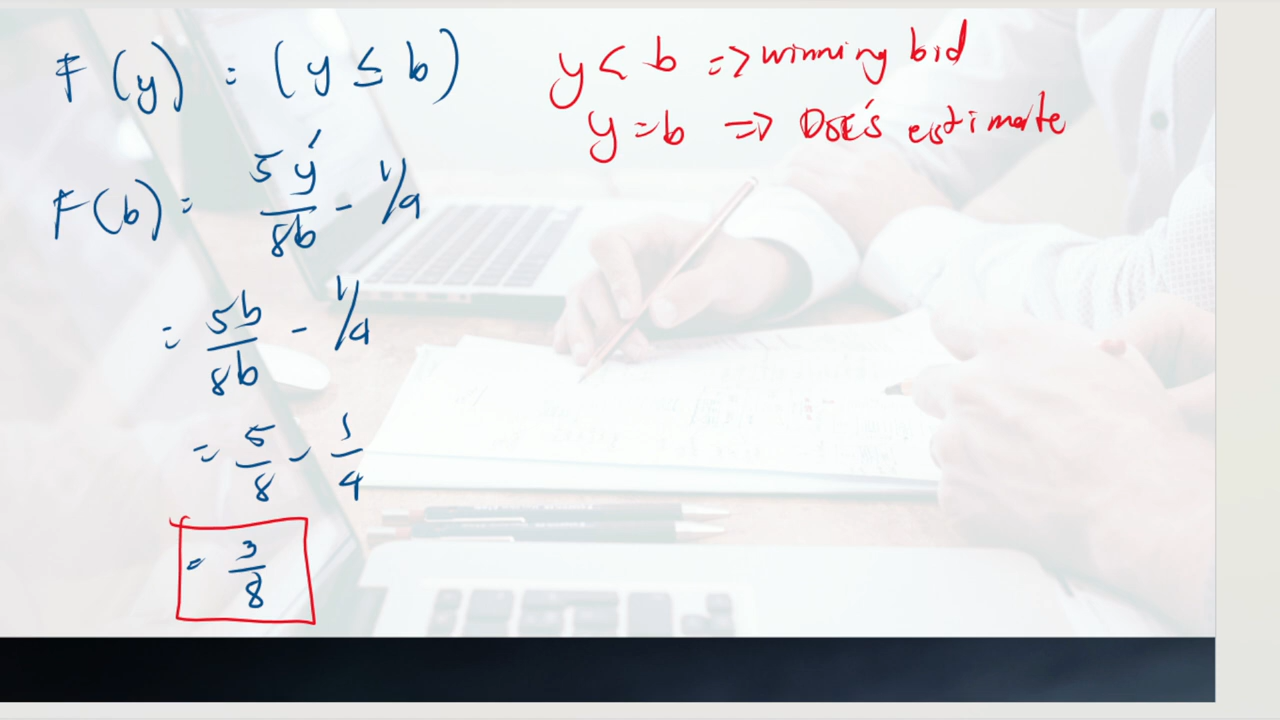 F(y) = (y ≤ b)
y < b => winning bid
y = b => DOE's estimate
F(b) = 5y/8b - 1/4
= 5b/8b - 1/4
= 5/8 - 1/4
= 3/8